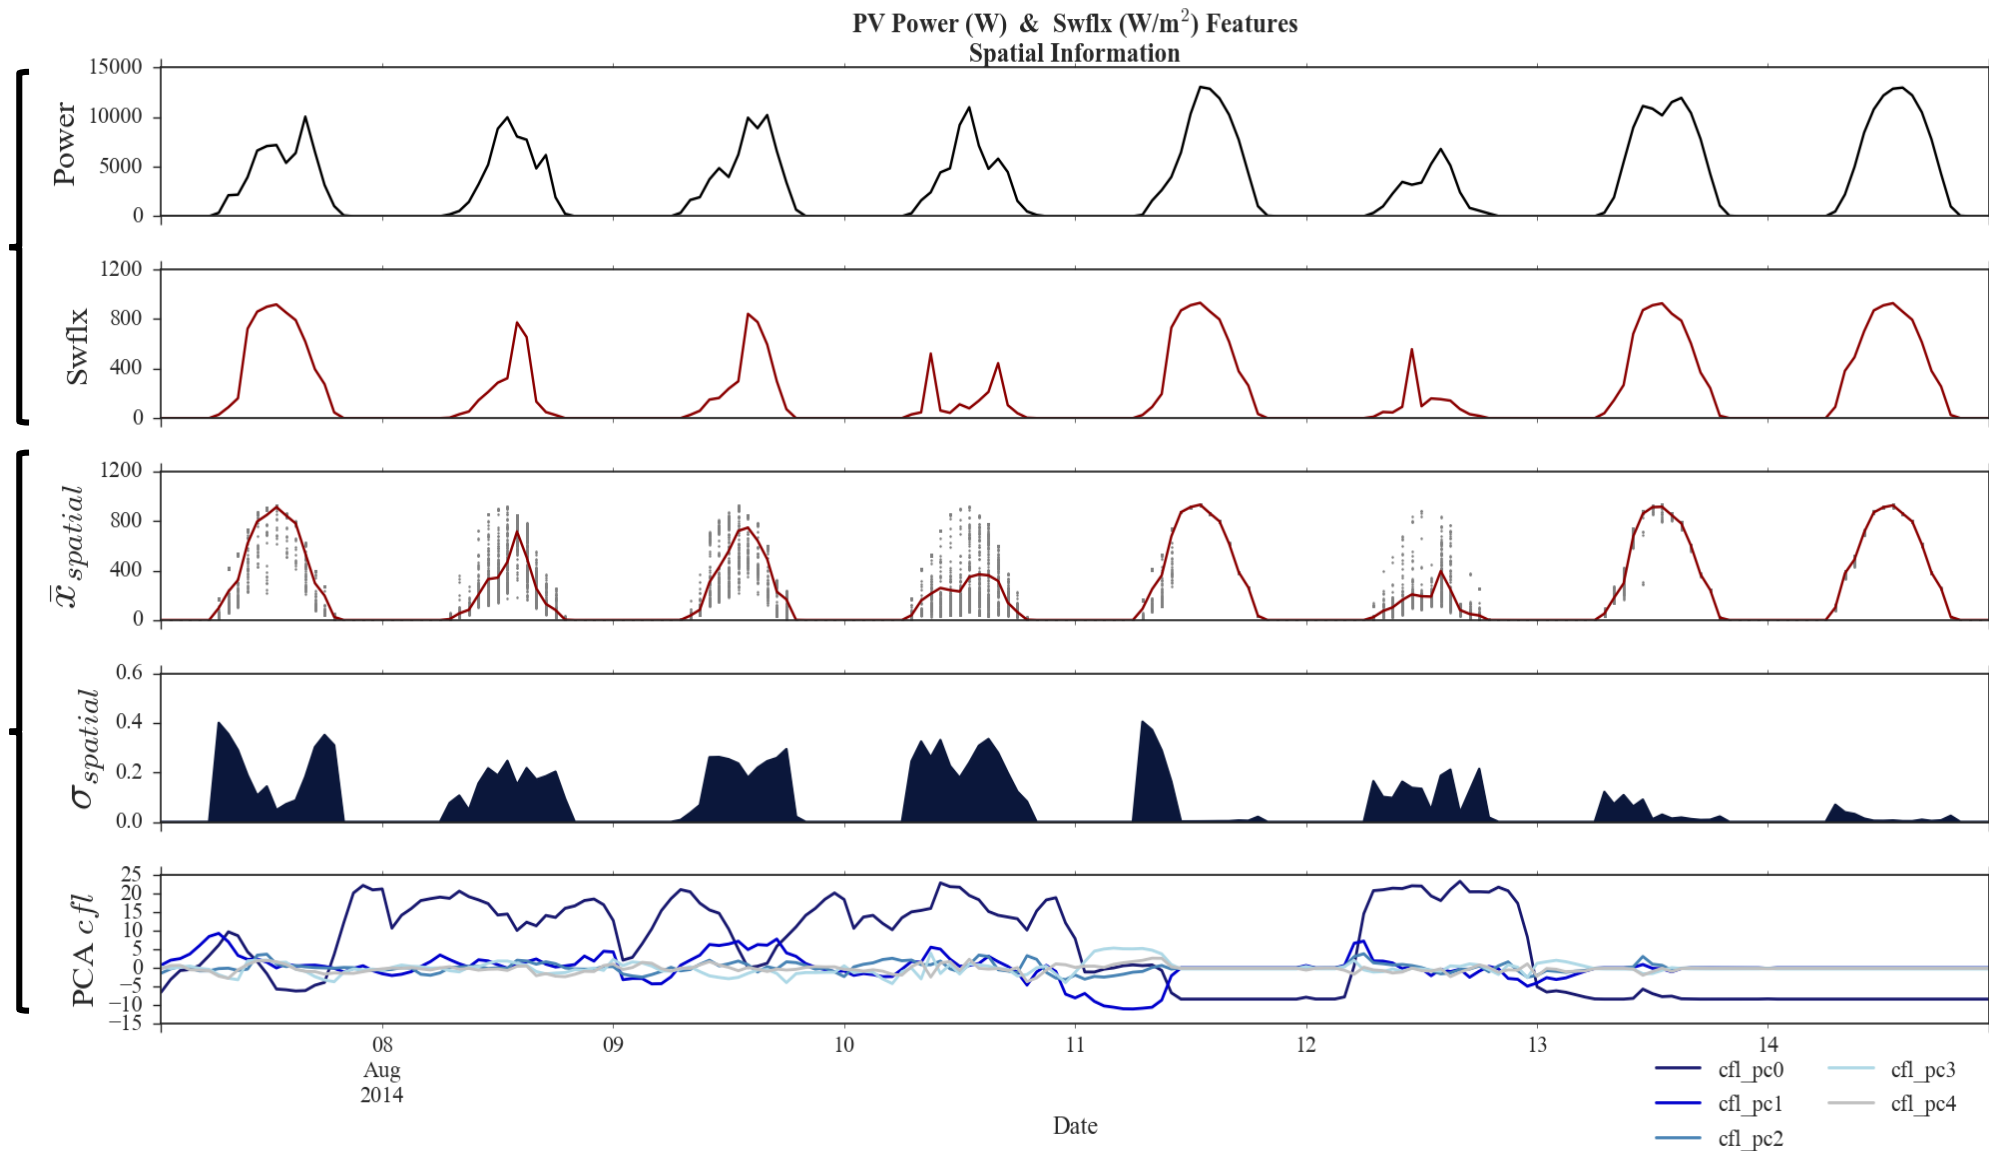 PV Power (W) & Swflx (W/m²) Features
Spatial Information
Power
15000
10000
5000
0
Swflx
1200
800
400
0
x̄ spatial
1200
800
400
0
σ spatial
0.6
0.4
0.2
0.0
PCA cfl
25
20
15
10
5
0
−5
−10
−15
08
09
10
11
12
13
14
Aug
2014
Date
cfl_pc0
cfl_pc3
cfl_pc1
cfl_pc4
cfl_pc2